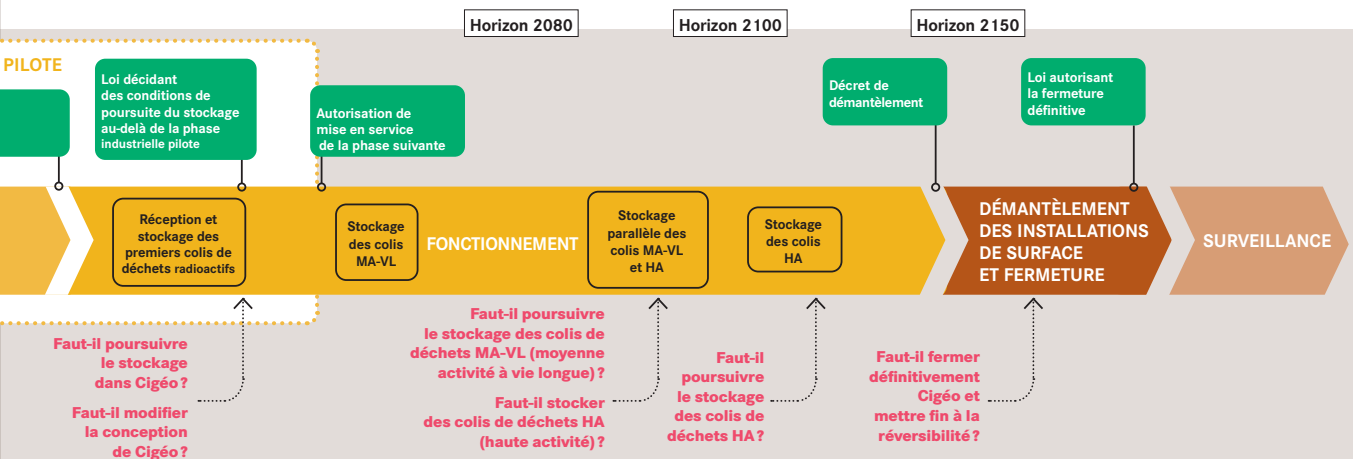 Horizon 2080
Horizon 2100
Horizon 2150
PILOTE
Loi décidant
des conditions de
poursuite du stockage
au-delà de la phase
industrielle pilote
Autorisation de
mise en service
de la phase suivante
Décret de
démantèlement
Loi autorisant
la fermeture
définitive
Réception et
stockage des
premiers colis de
déchets radioactifs
Stockage
des colis
MA-VL
FONCTIONNEMENT
Stockage
parallèle des
colis MA-VL
et HA
Stockage
des colis
HA
DÉMANTÈLEMENT
DES INSTALLATIONS
DE SURFACE
ET FERMETURE
SURVEILLANCE
Faut-il poursuivre
le stockage
dans Cigéo ?
Faut-il modifier
la conception
de Cigéo ?
Faut-il poursuivre
le stockage des colis de
déchets MA-VL (moyenne
activité à vie longue) ?
Faut-il stocker
des colis de déchets HA
(haute activité) ?
Faut-il
poursuivre
le stockage
des colis de
déchets HA ?
Faut-il fermer
définitivement
Cigéo et
mettre fin à la
réversibilité ?